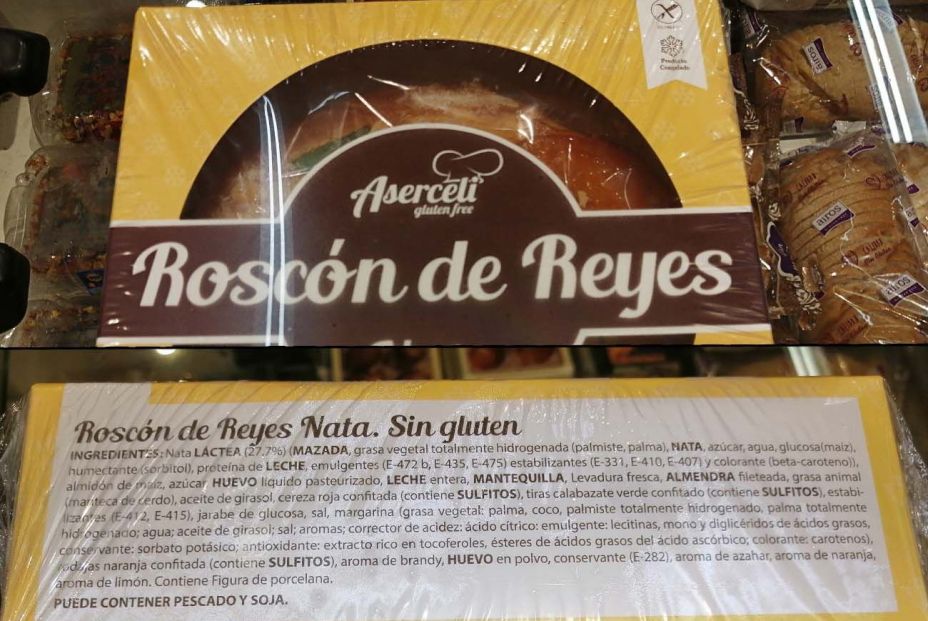 Producto
Congelado
Aserceli
gluten free
Roscón de Reyes
airos
airos
airos
Roscón de Reyes Nata. Sin gluten
INGREDIENTES: Nata LÁCTEA (27.7%) (MAZADA, grasa vegetal totalmente hidrogenada (palmiste, palma), NATA, azúcar, agua, glucosa(maiz),
humectante (sorbitol), proteína de LECHE, emulgentes (E-472 b, E-435, E-475) estabilizantes (E-331, E-410, E-407) y colorante (beta-caroteno)),
almidón de maíz, azúcar, HUEVO líquido pasteurizado, LECHE entera, MANTEQUILLA, Levadura fresca, ALMENDRA fileteada, grasa animal
(manteca de cerdo), aceite de girasol, cereza roja confitada (contiene SULFITOS), tiras calabazate verde confitado (contiene SULFITOS), estabi-
lizantes (E-412, E-415), jarabe de glucosa, sal, margarina (grasa vegetal: palma, coco, palmiste totalmente hidrogenado, palma totalmente
hidrogenado; agua; aceite de girasol; sal; aromas; corrector de acidez: ácido cítrico: emulgente: lecitinas, mono y diglicéridos de ácidos grasos,
conservante: sorbato potásico; antioxidante: extracto rico en tocoferoles, ésteres de ácidos grasos del ácido ascórbico; colorante: carotenos),
rodajas naranja confitada (contiene SULFITOS), aroma de brandy, HUEVO en polvo, conservante (E-282), aroma de azahar, aroma de naranja,
aroma de limón. Contiene Figura de porcelana.
PUEDE CONTENER PESCADO Y SOJA.